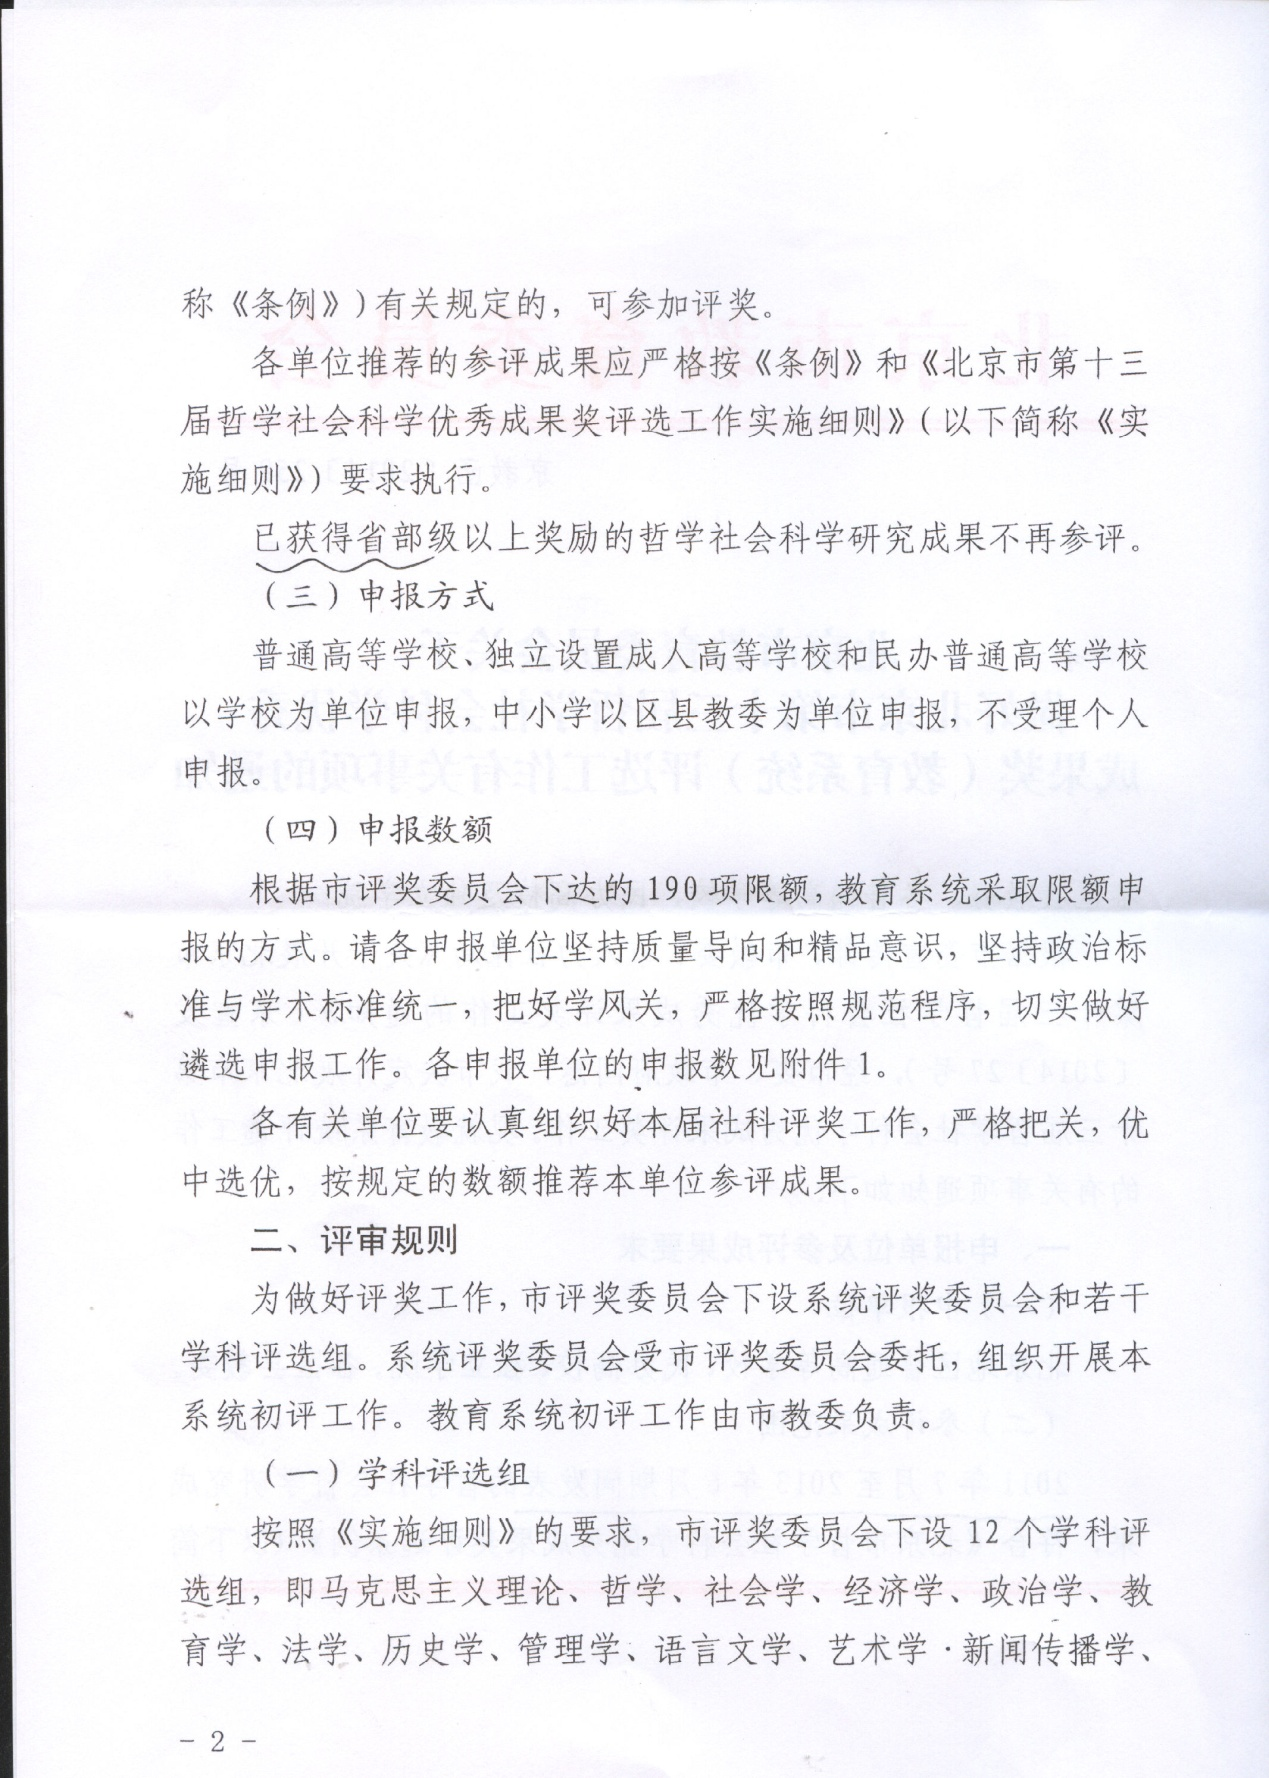 称《条例》)有关规定的，可参加评奖。
各单位推荐的参评成果应严格按《条例》和《北京市第十三
届哲学社会科学优秀成果奖评选工作实施细则》(以下简称《实
施细则》)要求执行。
已获得省部级以上奖励的哲学社会科学研究成果不再参评。
（三）申报方式
普通高等学校、独立设置成人高等学校和民办普通高等学校
以学校为单位申报，中小学以区县教委为单位申报，不受理个人
申报。
（四）申报数额
根据市评奖委员会下达的190项限额，教育系统采取限额申
报的方式。请各申报单位坚持质量导向和精品意识，坚持政治标
准与学术标准统一，把好学风关，严格按照规范程序，切实做好
遴选申报工作。各申报单位的申报数见附件1。
各有关单位要认真组织好本届社科评奖工作，严格把关，优
中选优，按规定的数额推荐本单位参评成果。
二、评审规则
为做好评奖工作，市评奖委员会下设系统评奖委员会和若干
学科评选组。系统评奖委员会受市评奖委员会委托，组织开展本
系统初评工作。教育系统初评工作由市教委负责。
（一）学科评选组
按照《实施细则》的要求，市评奖委员会下设12个学科评
选组，即马克思主义理论、哲学、社会学、经济学、政治学、教
育学、法学、历史学、管理学、语言文学、艺术学·新闻传播学、
- 2 -